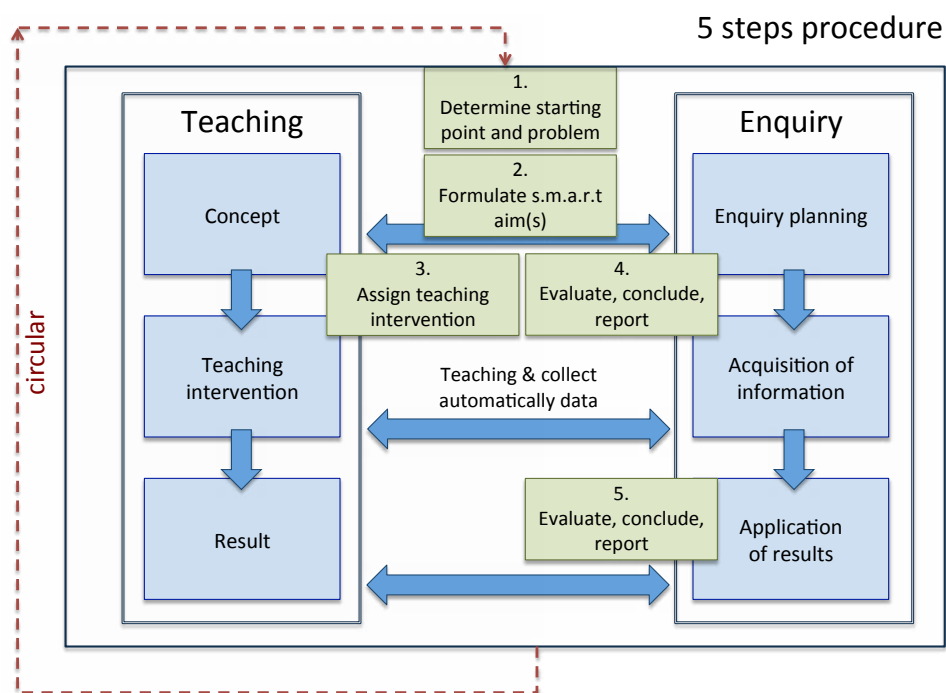 5 steps procedure
1.
Determine starting
point and problem
Teaching
Enquiry
2.
Formulate s.m.a.r.t
aim(s)
Concept
Enquiry planning
3.
Assign teaching
intervention
4.
Evaluate, conclude,
report
circular
Teaching
intervention
Teaching & collect
automatically data
Acquisition of
information
5.
Evaluate, conclude,
report
Result
Application
of results